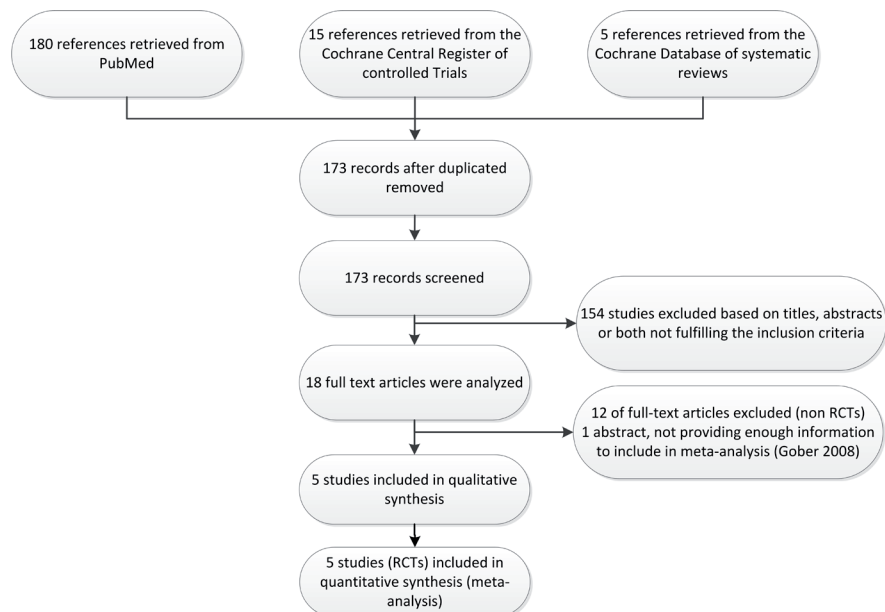 180 references retrieved from
PubMed
15 references retrieved from the
Cochrane Central Register of
controlled Trials
5 references retrieved from the
Cochrane Database of systematic
reviews
173 records after duplicated
removed
173 records screened
154 studies excluded based on titles, abstracts
or both not fulfilling the inclusion criteria
18 full text articles were analyzed
12 of full-text articles excluded (non RCTs)
1 abstract, not providing enough information
to include in meta-analysis (Gober 2008)
5 studies included in qualitative
synthesis
5 studies (RCTs) included in
quantitative synthesis (meta-
analysis)